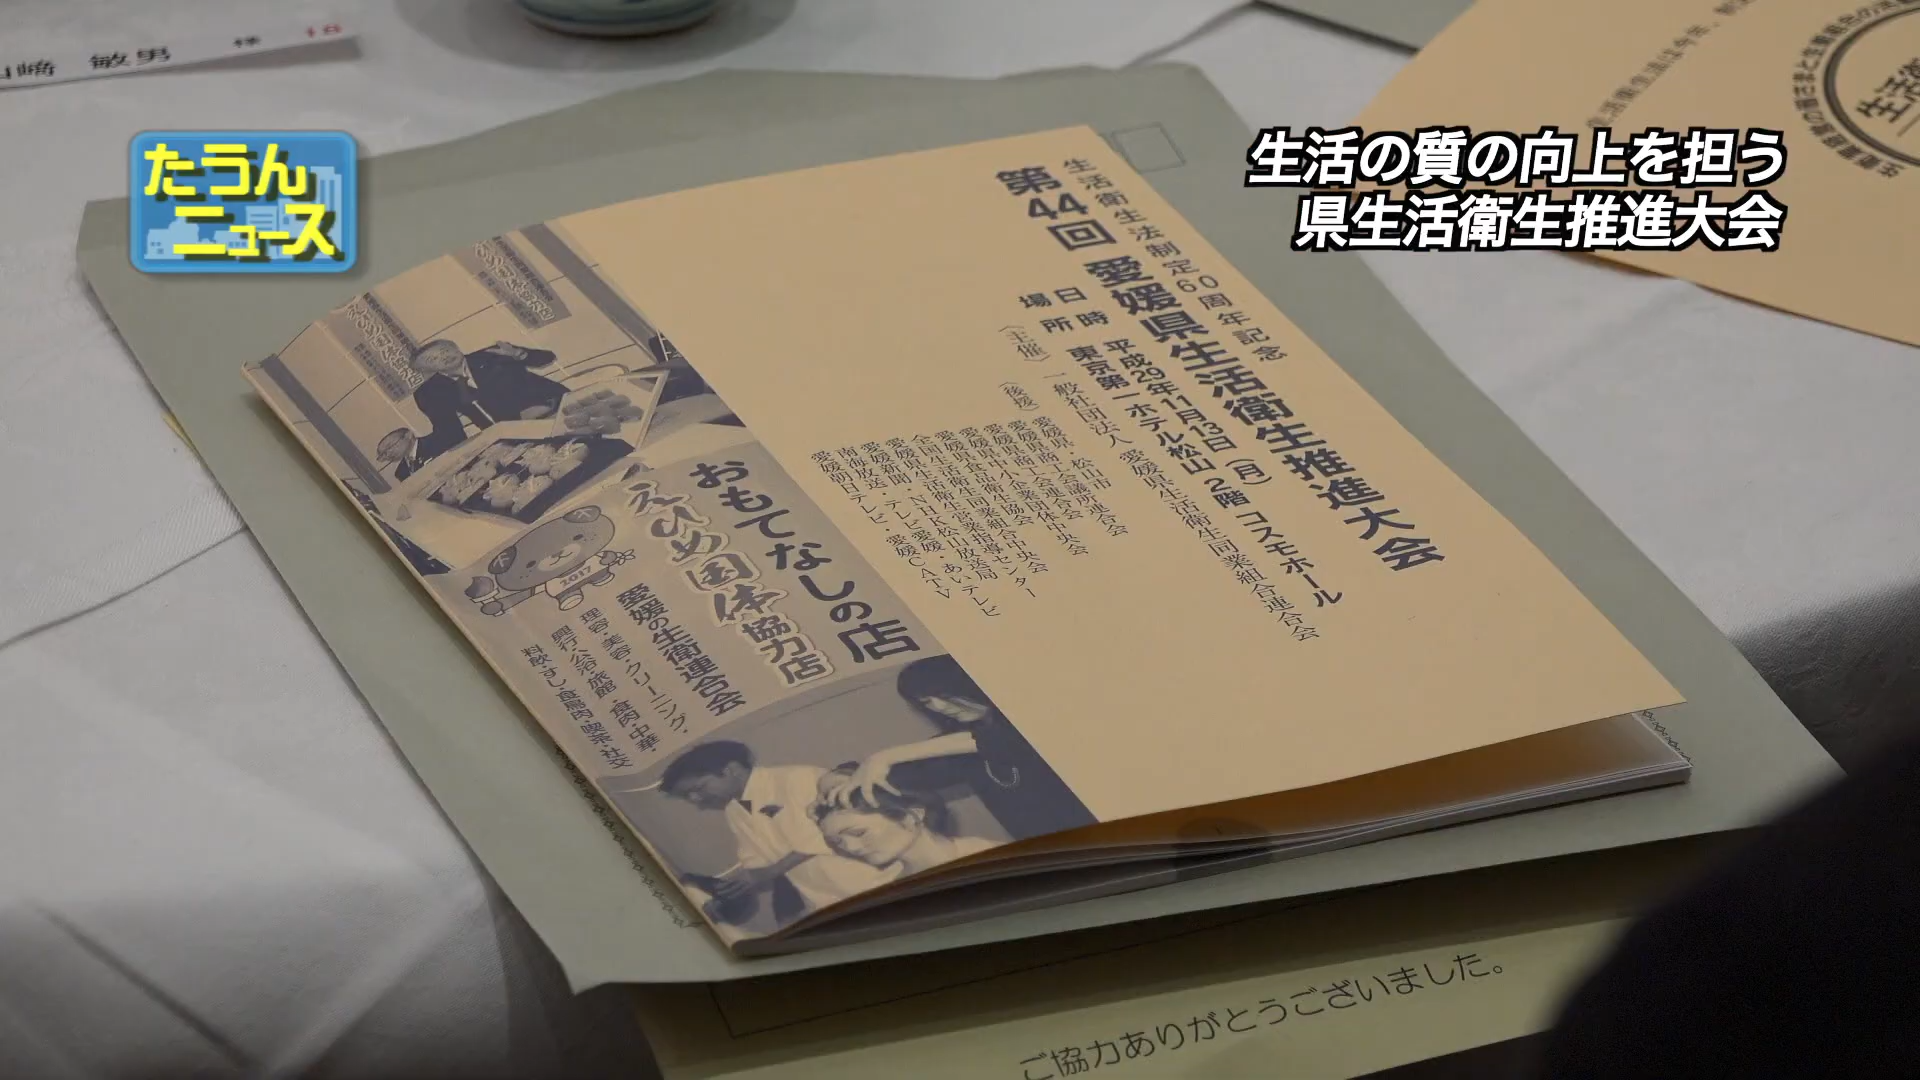 たうん
ニュース
生活の質の向上を担う
県生活衛生推進大会
敏男 様 18
生活衛生法制定60周年記念
第44回 愛媛県生活衛生推進大会
日時 平成29年11月13日(月)
場所 東京第一ホテル松山 2階 コスモホール
(主催) 一般社団法人 愛媛県生活衛生同業組合連合会
(後援) 愛媛県・松山市
愛媛県商工会議所連合会
愛媛県商工会連合会
愛媛県中小企業団体中央会
愛媛県食品衛生協会
全国生活衛生同業組合中央会
愛媛県生活衛生営業指導センター
愛媛新聞・NHK松山放送局
南海放送・テレビ愛媛・あいテレビ
愛媛朝日テレビ・愛媛CATV
おもてなしの店
えひめ国体協力店
2017
愛媛の生衛連合会
理容・美容・クリーニング・
興行・公浴・旅館・食肉・中華・
料飲・すし・食鳥肉・喫茶・社交
ご協力ありがとうございました。